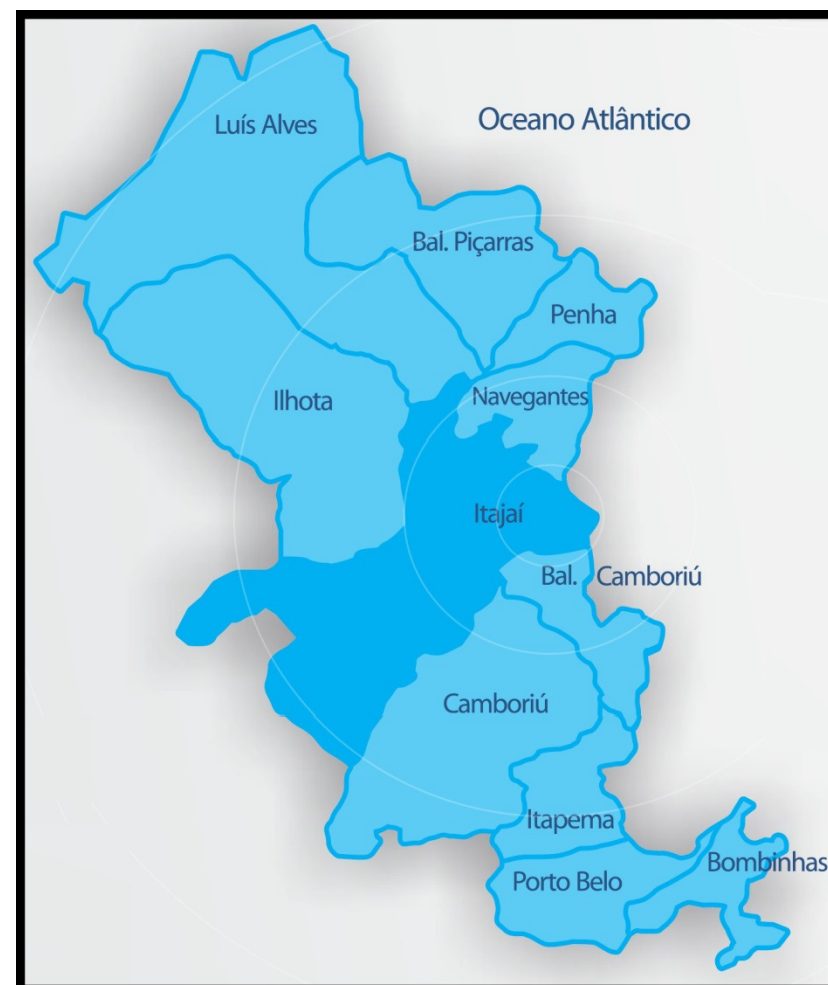 Oceano Atlântico
Luís Alves
Bal. Piçarras
Penha
Navegantes
Ilhota
Itajaí
Bal. Camboriú
Camboriú
Itapema
Bombinhas
Porto Belo